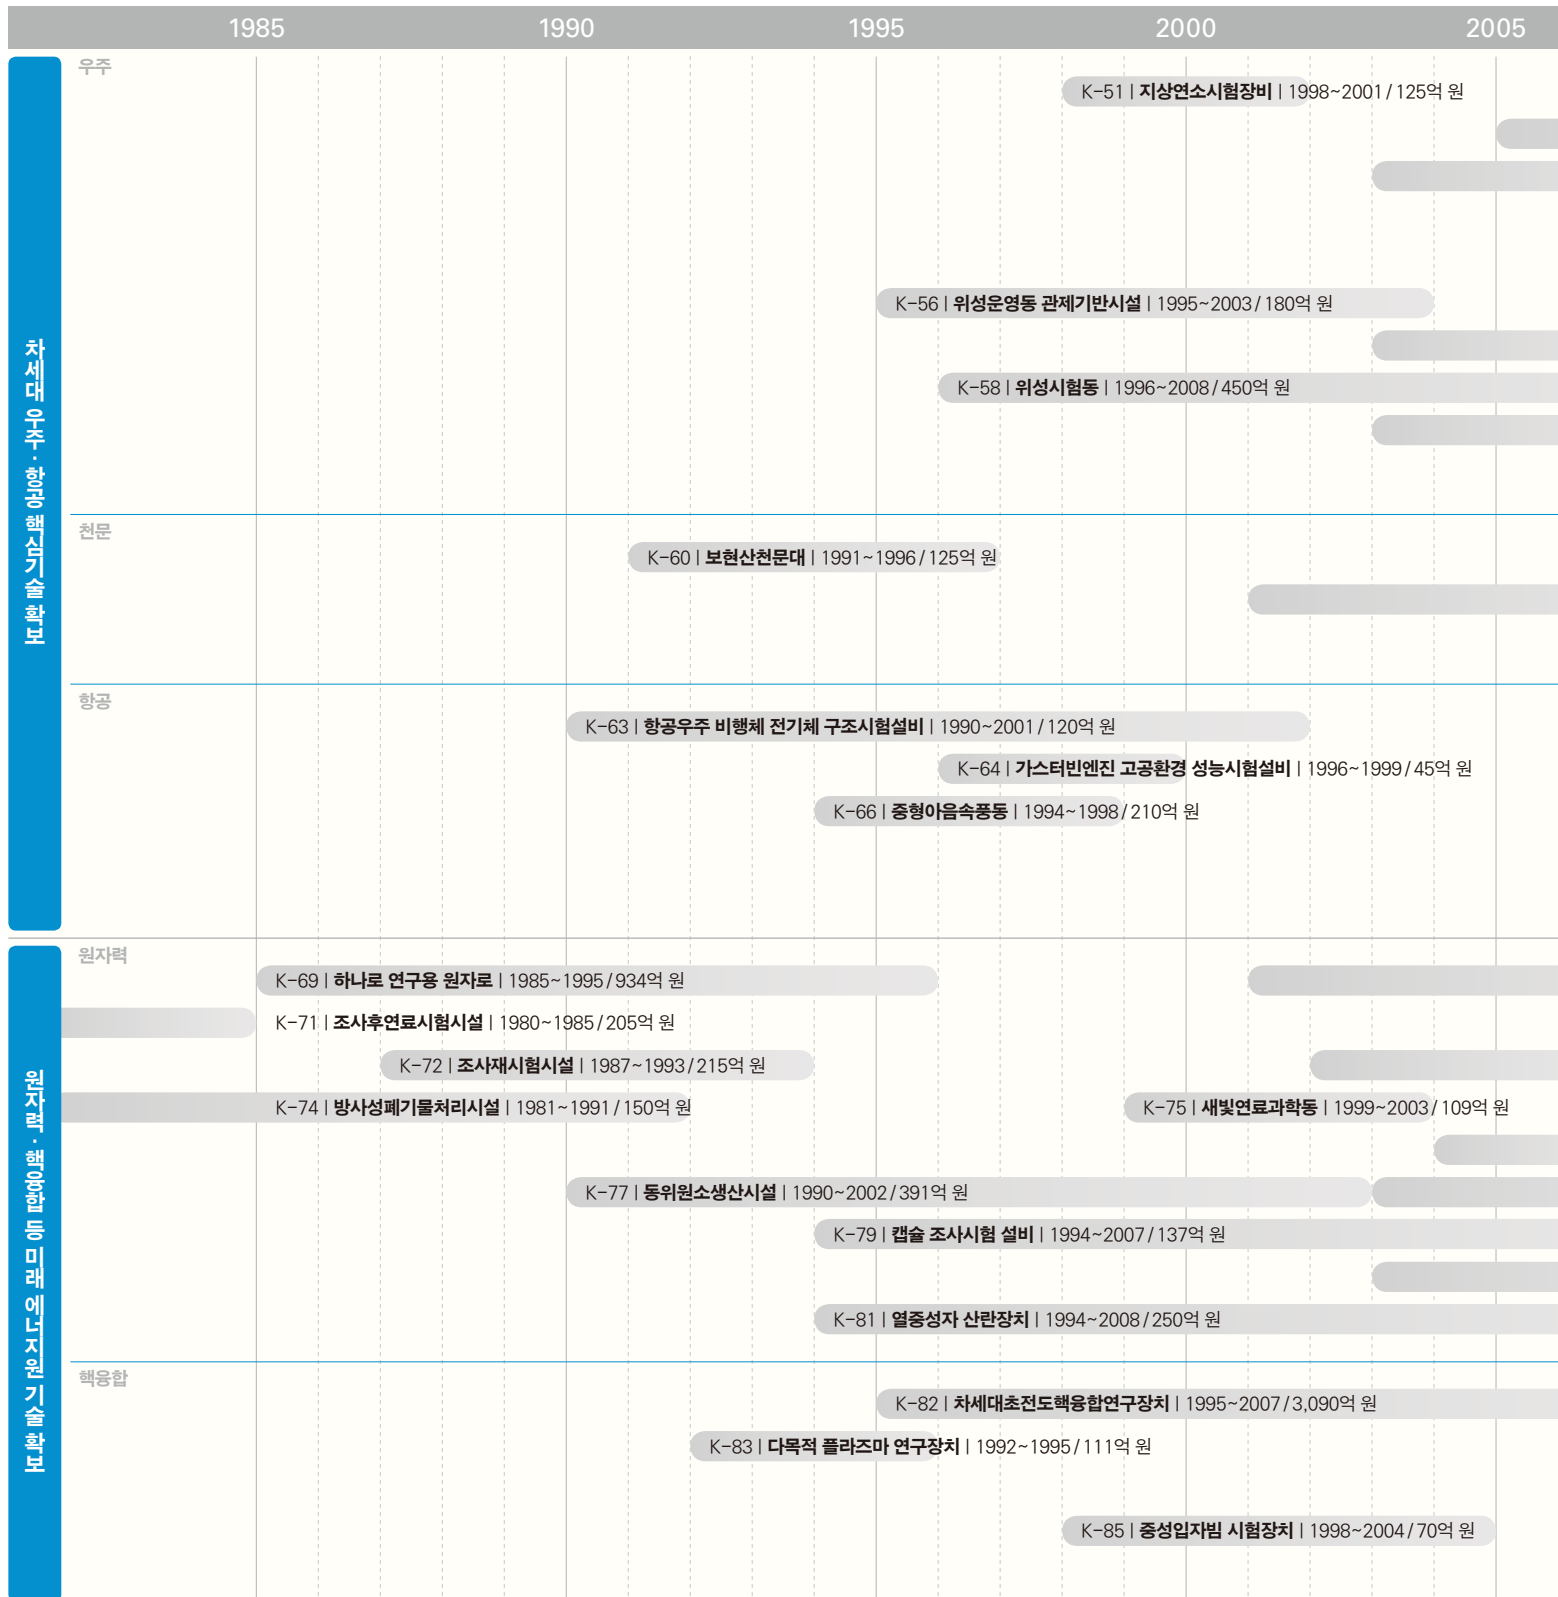 1985 1990 1995 2000 2005
차세대 우주·항공 핵심기술 확보
우주
K-51 | 지상연소시험장비 | 1998~2001 / 125억 원
K-56 | 위성운영동 관제기반시설 | 1995~2003 / 180억 원
K-58 | 위성시험동 | 1996~2008 / 450억 원
천문
K-60 | 보현산천문대 | 1991~1996 / 125억 원
항공
K-63 | 항공우주 비행체 전기체 구조시험설비 | 1990~2001 / 120억 원
K-64 | 가스터빈엔진 고공환경 성능시험설비 | 1996~1999 / 45억 원
K-66 | 중형아음속풍동 | 1994~1998 / 210억 원
원자력·핵융합 등 미래 에너지원 기술 확보
원자력
K-69 | 하나로 연구용 원자로 | 1985~1995 / 934억 원
K-71 | 조사후연료시험시설 | 1980~1985 / 205억 원
K-72 | 조사재시험시설 | 1987~1993 / 215억 원
K-74 | 방사성폐기물처리시설 | 1981~1991 / 150억 원
K-75 | 새빛연료과학동 | 1999~2003 / 109억 원
K-77 | 동위원소생산시설 | 1990~2002 / 391억 원
K-79 | 캡슐 조사시험 설비 | 1994~2007 / 137억 원
K-81 | 열중성자 산란장치 | 1994~2008 / 250억 원
핵융합
K-82 | 차세대초전도핵융합연구장치 | 1995~2007 / 3,090억 원
K-83 | 다목적 플라즈마 연구장치 | 1992~1995 / 111억 원
K-85 | 중성입자빔 시험장치 | 1998~2004 / 70억 원